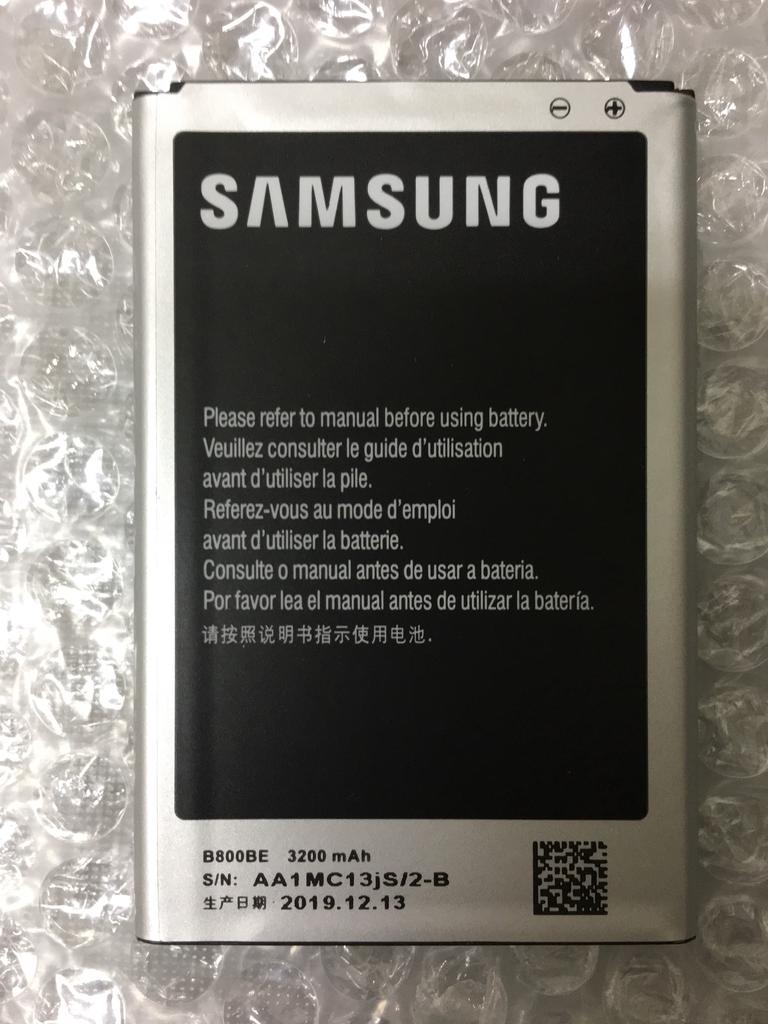 SAMSUNG
Please refer to manual before using battery.
Veuillez consulter le guide d'utilisation
avant d'utiliser la pile.
Referez-vous au mode d'emploi
avant d'utiliser la batterie.
Consulte o manual antes de usar a bateria.
Por favor lea el manual antes de utilizar la batería.
请按照说明书指示使用电池.
B800BE 3200 mAh
S/N: AA1MC13jS/2-B
生产日期: 2019.12.13